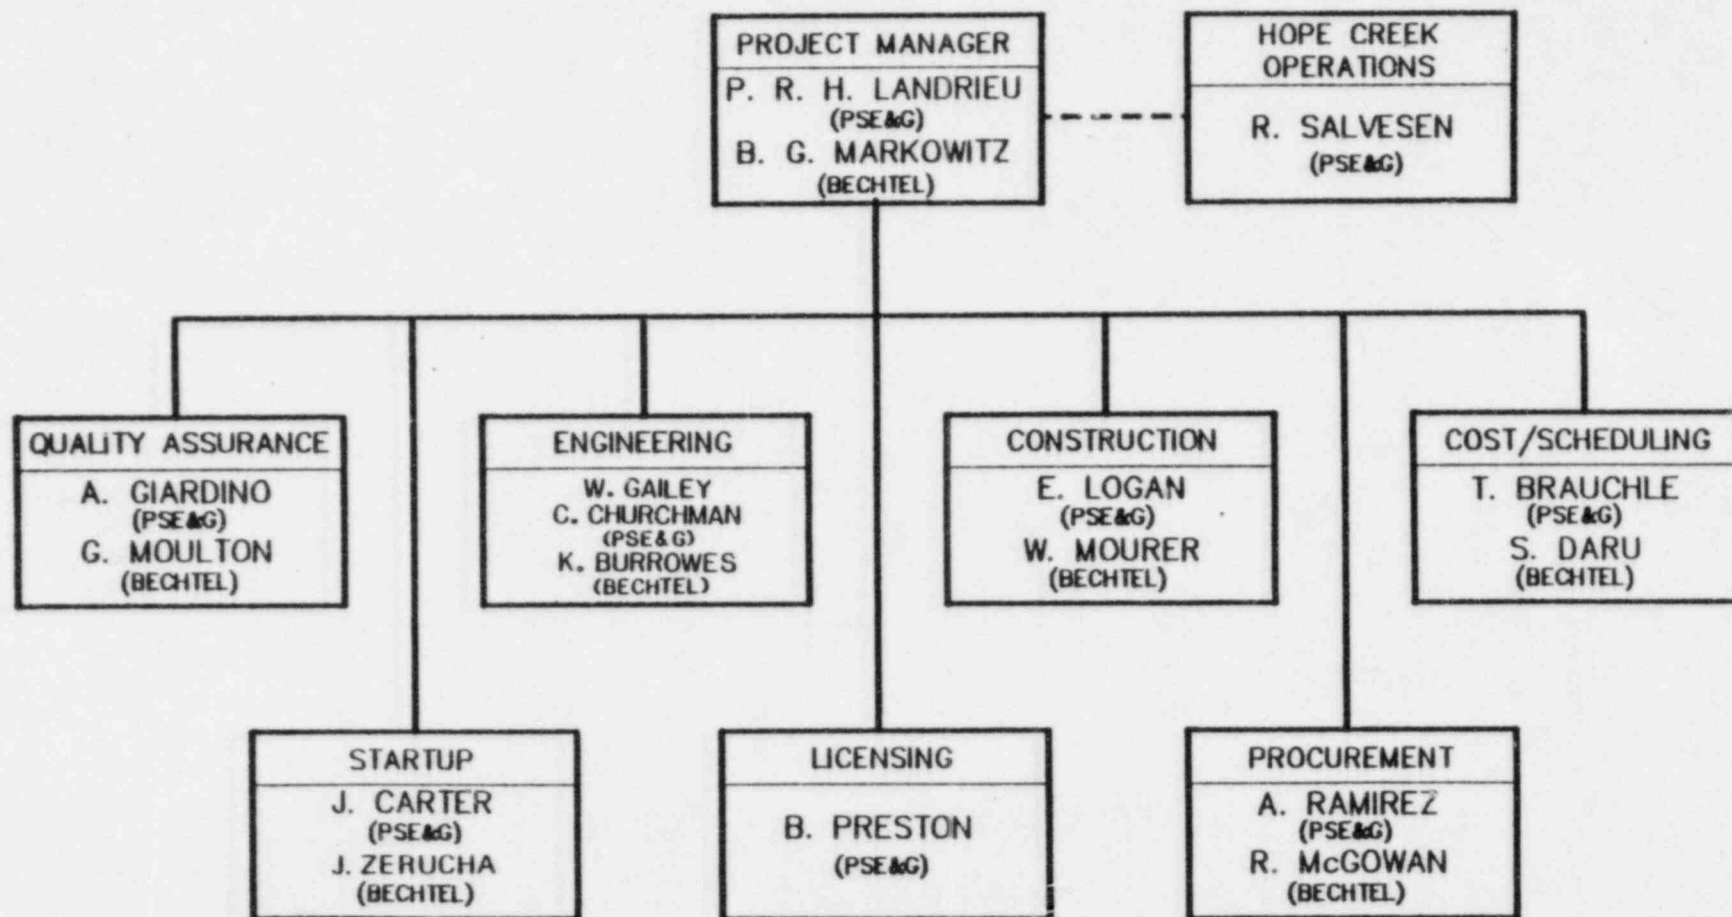 PROJECT MANAGER
P. R. H. LANDRIEU
(PSE&G)
B. G. MARKOWITZ
(BECHTEL)
HOPE CREEK
OPERATIONS
R. SALVESEN
(PSE&G)
QUALITY ASSURANCE
A. GIARDINO
(PSE&G)
G. MOULTON
(BECHTEL)
ENGINEERING
W. GAILEY
C. CHURCHMAN
(PSE&G)
K. BURROWES
(BECHTEL)
CONSTRUCTION
E. LOGAN
(PSE&G)
W. MOURER
(BECHTEL)
COST/SCHEDULING
T. BRAUCHLE
(PSE&G)
S. DARU
(BECHTEL)
STARTUP
J. CARTER
(PSE&G)
J. ZERUCHA
(BECHTEL)
LICENSING
B. PRESTON
(PSE&G)
PROCUREMENT
A. RAMIREZ
(PSE&G)
R. McGOWAN
(BECHTEL)